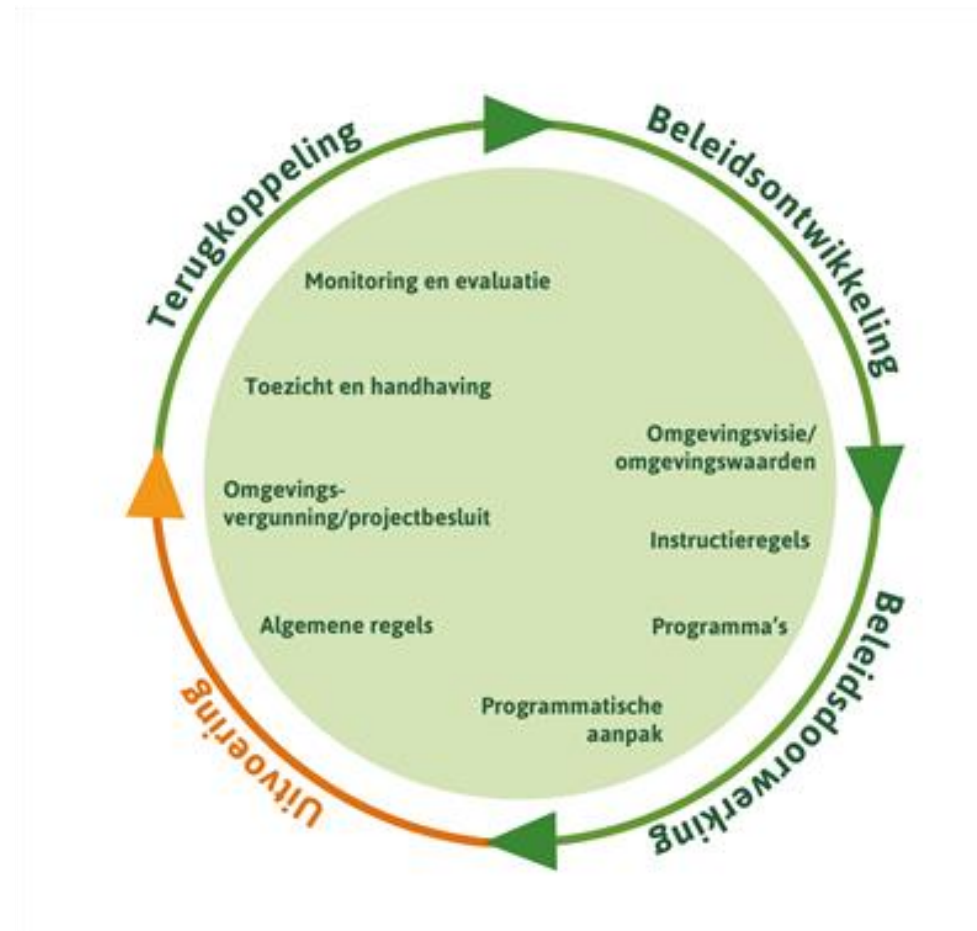 Terugkoppeling
Beleidsontwikkeling
Monitoring en evaluatie
Toezicht en handhaving
Omgevingsvisie/
omgevingswaarden
Omgevings-
vergunning/projectbesluit
Instructieregels
Algemene regels
Programma's
Programmatische
aanpak
Uitvoering
Beleidsdoorwerking